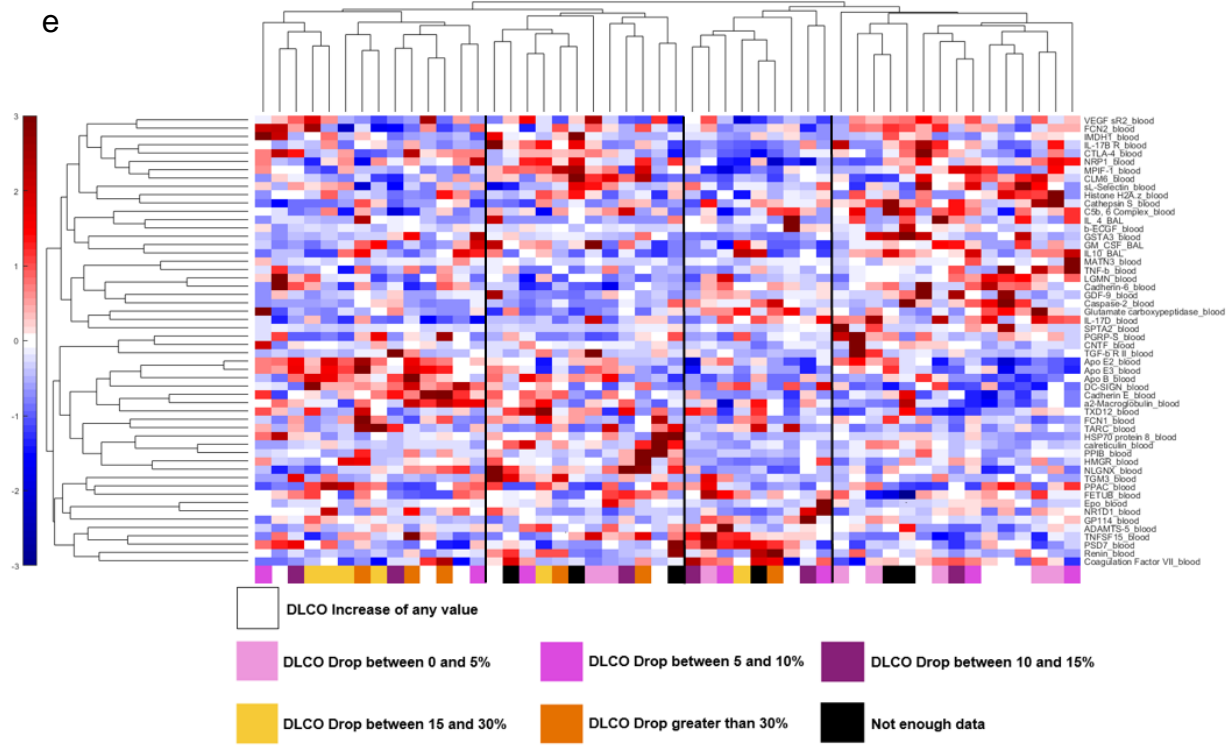 e
3
2
1
0
-1
-2
-3
VEGF sR2_blood
FCN2_blood
IMDH1_blood
IL-17B R_blood
CTLA-4_blood
NRP1_blood
MPIF-1_blood
CLM6_blood
sL-Selectin_blood
Histone H2A.z_blood
Cathepsin S_blood
C5b, 6 Complex_blood
IL_4_BAL
b-ECGF_blood
GSTA3_blood
GM_CSF_BAL
IL10_BAL
MATN3_blood
TNF-b_blood
LGMN_blood
Cadherin-6_blood
GDF-9_blood
Caspase-2_blood
Glutamate carboxypeptidase_blood
IL-17D_blood
SPTA2_blood
PGRP-S_blood
CNTF_blood
TGF-b R II_blood
Apo E2_blood
Apo E3_blood
Apo B_blood
DC-SIGN_blood
Cadherin E_blood
a2-Macroglobulin_blood
TXD12_blood
FCN1_blood
TARC_blood
HSP70 protein 8_blood
calreticulin_blood
PPIB_blood
HMGR_blood
NLGNX_blood
TGM3_blood
PPAC_blood
FETUB_blood
Epo_blood
NR1D1_blood
GP114_blood
ADAMTS-5_blood
TNFSF15_blood
PSD7_blood
Renin_blood
Coagulation Factor VII_blood
DLCO Increase of any value
DLCO Drop between 0 and 5%
DLCO Drop between 5 and 10%
DLCO Drop between 10 and 15%
DLCO Drop between 15 and 30%
DLCO Drop greater than 30%
Not enough data